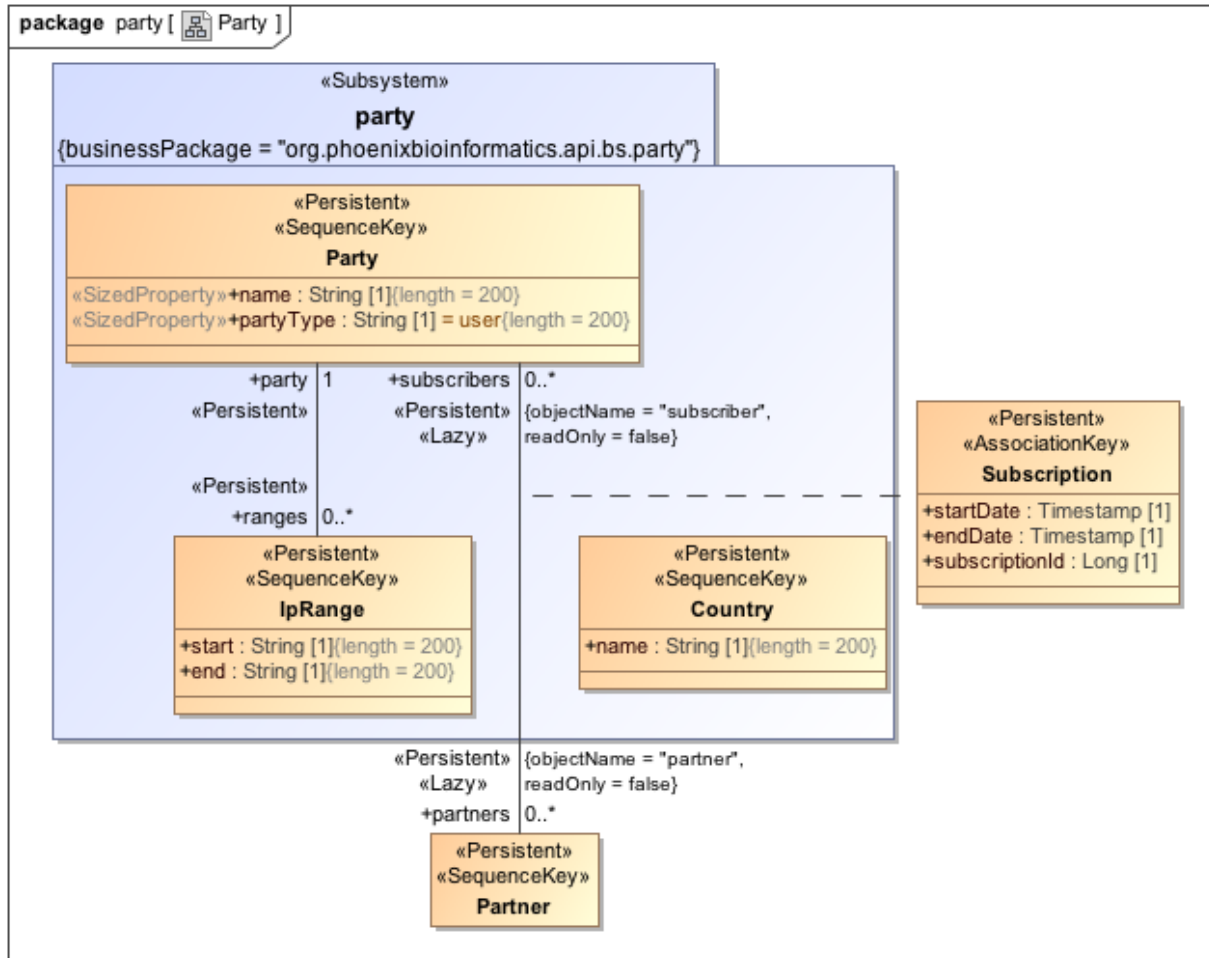 package party [ Party ]
«Subsystem»
party
{businessPackage = "org.phoenixbioinformatics.api.bs.party"}
«Persistent»
«SequenceKey»
Party
«SizedProperty»+name : String [1]{length = 200}
«SizedProperty»+partyType : String [1] = user{length = 200}
+party 1
«Persistent»
+subscribers 0..*
«Persistent» {objectName = "subscriber",
«Lazy» readOnly = false}
«Persistent»
+ranges 0..*
«Persistent»
«AssociationKey»
Subscription
+startDate : Timestamp [1]
+endDate : Timestamp [1]
+subscriptionId : Long [1]
«Persistent»
«SequenceKey»
IpRange
+start : String [1]{length = 200}
+end : String [1]{length = 200}
«Persistent»
«SequenceKey»
Country
+name : String [1]{length = 200}
«Persistent» {objectName = "partner",
«Lazy» readOnly = false}
+partners 0..*
«Persistent»
«SequenceKey»
Partner